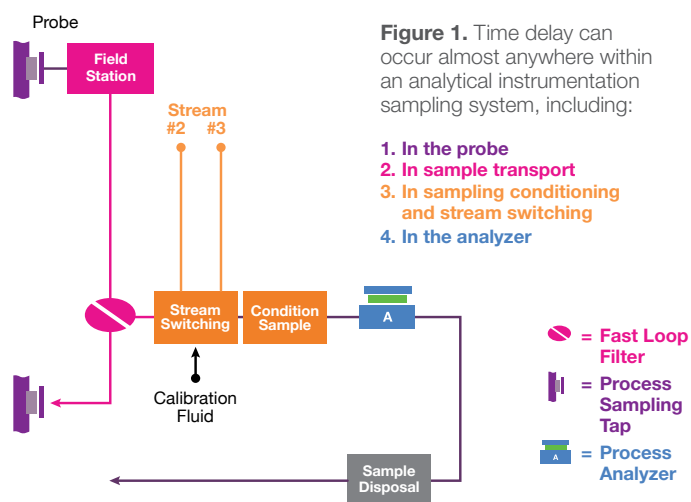 Probe
Field
Station
Stream
#2 #3
Stream
Switching
Condition
Sample
A
Calibration
Fluid
Sample
Disposal
Figure 1. Time delay can
occur almost anywhere within
an analytical instrumentation
sampling system, including:
1. In the probe
2. In sample transport
3. In sampling conditioning
and stream switching
4. In the analyzer
= Fast Loop
Filter
= Process
Sampling
Tap
A
= Process
Analyzer